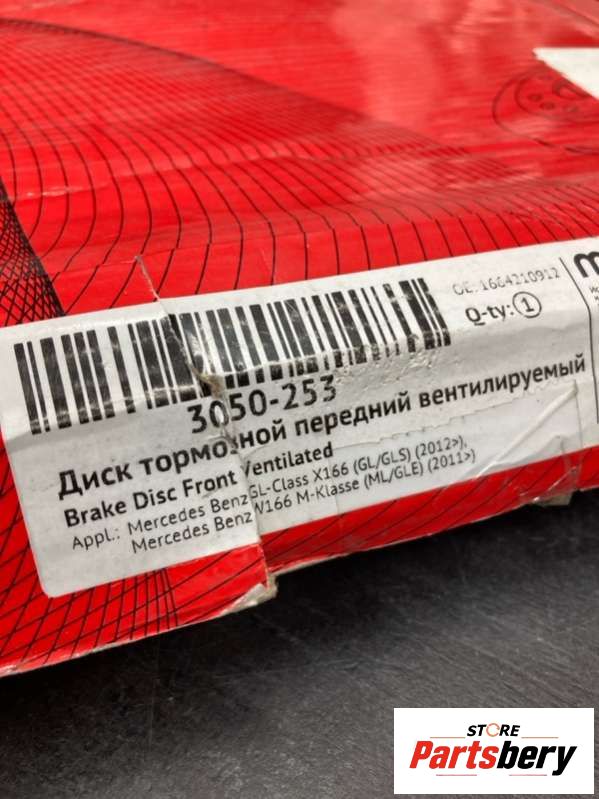 OE: 1664210912
Q-ty: 1
3050-253
Диск тормозной передний вентилируемый
Brake Disc Front Ventilated
Appl.: Mercedes Benz GL-Class X166 (GL/GLS) (2012>),
Mercedes Benz W166 M-Klasse (ML/GLE) (2011>)
STORE
Partsbery